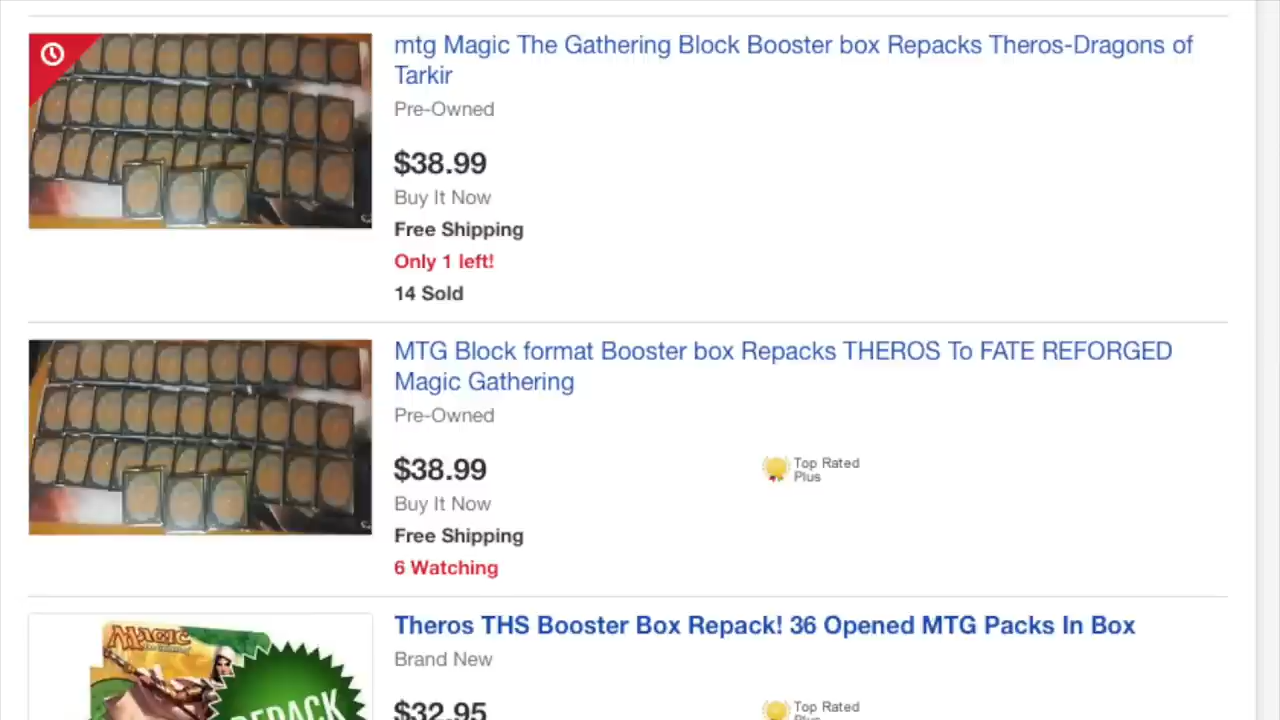 mtg Magic The Gathering Block Booster box Repacks Theros-Dragons of
Tarkir
Pre-Owned
$38.99
Buy It Now
Free Shipping
Only 1 left!
14 Sold
MTG Block format Booster box Repacks THEROS To FATE REFORGED
Magic Gathering
Pre-Owned
$38.99
Top Rated
Plus
Buy It Now
Free Shipping
6 Watching
Theros THS Booster Box Repack! 36 Opened MTG Packs In Box
Brand New
MAGIC
REPACK
$32.95
Top Rated
Plus